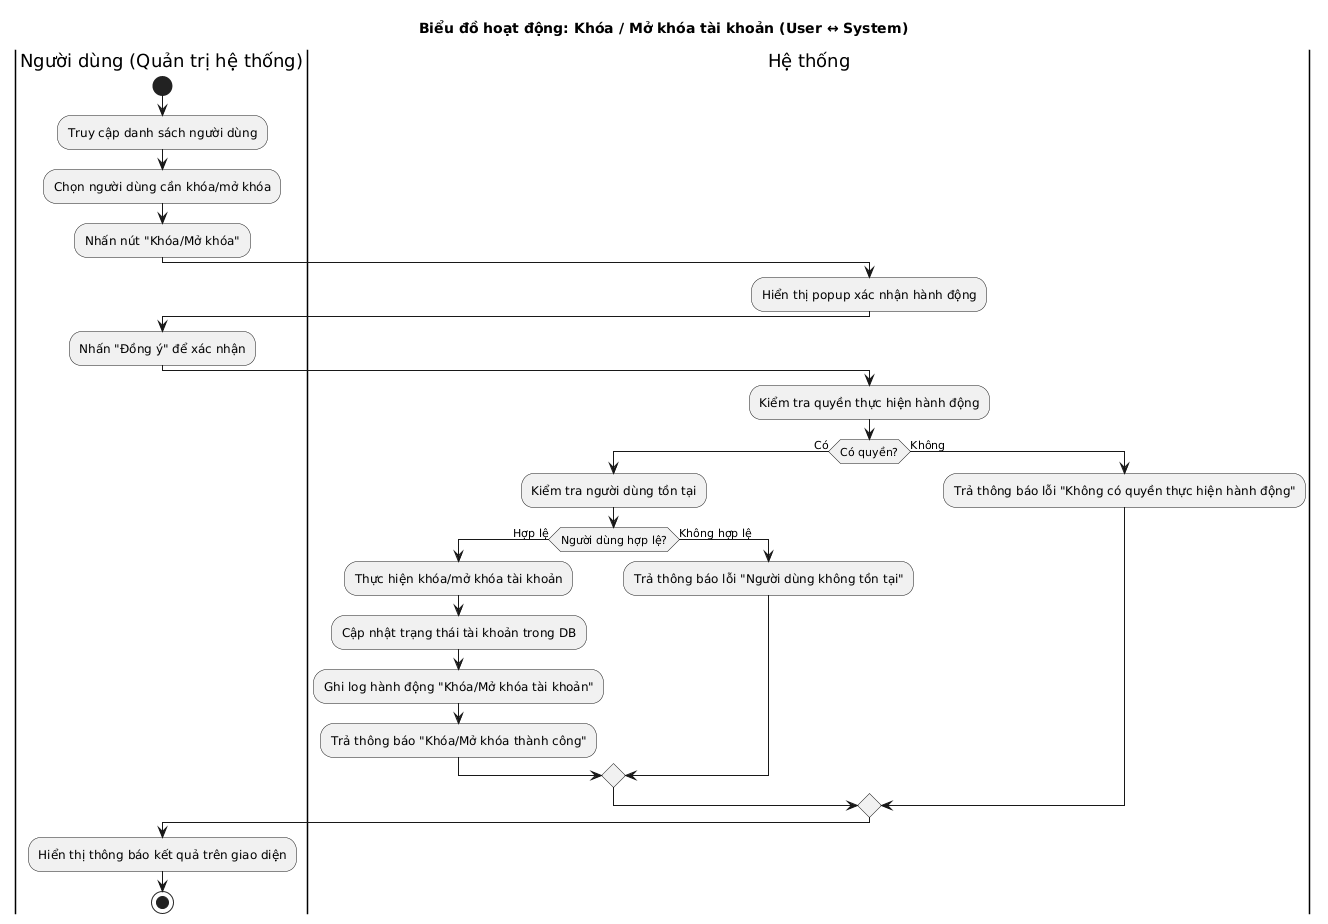 Biểu đồ hoạt động: Khóa / Mở khóa tài khoản (User ↔ System)
Người dùng (Quản trị hệ thống)
Hệ thống
Truy cập danh sách người dùng
Chọn người dùng cần khóa/mở khóa
Nhấn nút "Khóa/Mở khóa"
Hiển thị popup xác nhận hành động
Nhấn "Đồng ý" để xác nhận
Kiểm tra quyền thực hiện hành động
Có
Có quyền?
Không
Kiểm tra người dùng tồn tại
Trả thông báo lỗi "Không có quyền thực hiện hành động"
Hợp lệ
Người dùng hợp lệ?
Không hợp lệ
Thực hiện khóa/mở khóa tài khoản
Trả thông báo lỗi "Người dùng không tồn tại"
Cập nhật trạng thái tài khoản trong DB
Ghi log hành động "Khóa/Mở khóa tài khoản"
Trả thông báo "Khóa/Mở khóa thành công"
Hiển thị thông báo kết quả trên giao diện